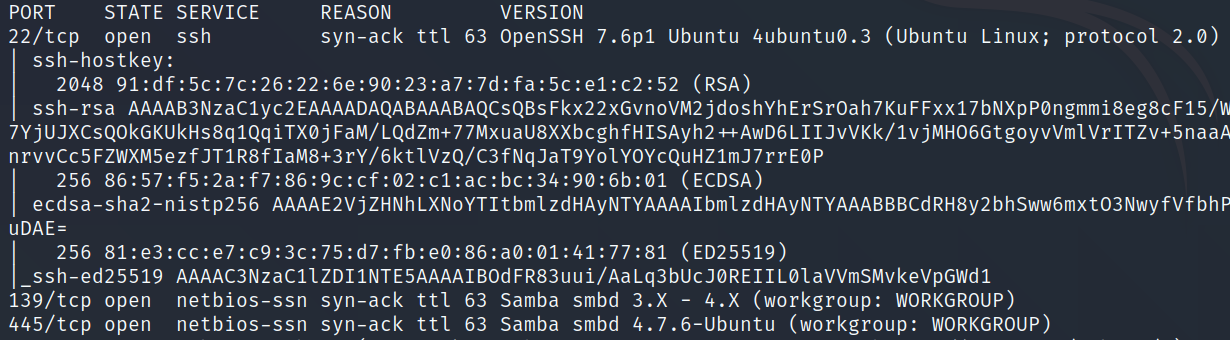 PORT    STATE SERVICE     REASON         VERSION
22/tcp  open  ssh         syn-ack ttl 63 OpenSSH 7.6p1 Ubuntu 4ubuntu0.3 (Ubuntu Linux; protocol 2.0)
| ssh-hostkey:
|   2048 91:df:5c:7c:26:22:6e:90:23:a7:7d:fa:5c:e1:c2:52 (RSA)
| ssh-rsa AAAAB3NzaC1yc2EAAAADAQABAAABAQCsQBsFkx22xGvnoVM2jdoshYhErSrOah7KuFFxx17bNXpP0ngmmi8eg8cF15/W
7YjUJXCsQOkGKUkHs8q1QqiTX0jFaM/LQdZm+77MxuaU8XXbcghfHISAyh2++AwD6LIIJvVKk/1vjMHO6GtgoyvVmlVrITZv+5naaA
nrvvCc5FZWXM5ezfJT1R8fIaM8+3rY/6ktlVzQ/C3fNqJaT9YolYOYcQuHZ1mJ7rrE0P
|   256 86:57:f5:2a:f7:86:9c:cf:02:c1:ac:bc:34:90:6b:01 (ECDSA)
| ecdsa-sha2-nistp256 AAAAE2VjZHNhLXNoYTItbmlzdHAyNTYAAAAIbmlzdHAyNTYAAABBBCdRH8y2bhSww6mxtO3NwyfVfbhP
uDAE=
|   256 81:e3:cc:e7:c9:3c:75:d7:fb:e0:86:a0:01:41:77:81 (ED25519)
|_ssh-ed25519 AAAAC3NzaC1lZDI1NTE5AAAAIBOdFR83uui/AaLq3bUcJ0REIIL0laVVmSMvkeVpGWd1
139/tcp open  netbios-ssn syn-ack ttl 63 Samba smbd 3.X - 4.X (workgroup: WORKGROUP)
445/tcp open  netbios-ssn syn-ack ttl 63 Samba smbd 4.7.6-Ubuntu (workgroup: WORKGROUP)